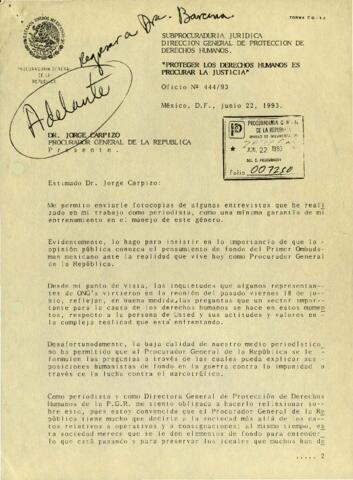 FORMA C G - 1 A
Regresar a Dra. Barcena
Adelante
PROCURADURIA GENERAL
DE LA
REPUBLICA
SUBPROCURADURIA JURIDICA
DIRECCION GENERAL DE PROTECCION DE
DERECHOS HUMANOS.
"PROTEGER LOS DERECHOS HUMANOS ES
PROCURAR LA JUSTICIA"
Oficio Nº 444/93
México, D.F., junio 22, 1993.
PROCURADURIA
DE LA REPUBLICA
JUN. 22 1993
DEL C. PROCURADOR
Folio 007250
DR. JORGE CARPIZO
PROCURADOR GENERAL DE LA REPUBLICA
P r e s e n t e .
Estimado Dr. Jorge Carpizo:
Me permito enviarle fotocopias de algunas entrevistas que he reali
zado en mi trabajo como periodista, como una mínima garantía de mi
entrenamiento en el manejo de este género.
Evidentemente, lo hago para insistir en la importancia de que la o-
pinión pública conozca el pensamiento de fondo del Primer Ombuds-
man mexicano ante la realidad que vive hoy como Procurador General
de la República.
Desde mi punto de vista, las inquietudes que algunos representan-
tes de ONG's virtieron en la reunión del pasado viernes 18 de ju-
nio, reflejan, en buena medida, las preguntas que un sector impor-
tante para la causa de los derechos humanos se hace en estos momen
tos, respecto a la persona de Usted y sus actitudes y valores en -
la compleja realidad que está enfrentando.
Desafortunadamente, la baja calidad de nuestro medio periodístico
no ha permitido que al Procurador General de la República se le -
formulen las preguntas a través de las cuales pueda explicar sus
posiciones humanistas de fondo en la guerra contra la impunidad a
través de la lucha contra el narcotráfico.
Como periodista y como Directora General de Protección de Derechos
Humanos de la P.G.R. me siento obligada a hacerlo reflexionar so-
bre esto, pues estoy convencida que el Procurador General de la Re
pública tiene mucho que decirle a la sociedad más allá de los da-
tos relativos a operativos y a consignaciones; al mismo tiempo, es
ta sociedad merece que se le den elementos de fondo para entender
lo que está pasando y para preservar los ideales que muchos han de
..... 2